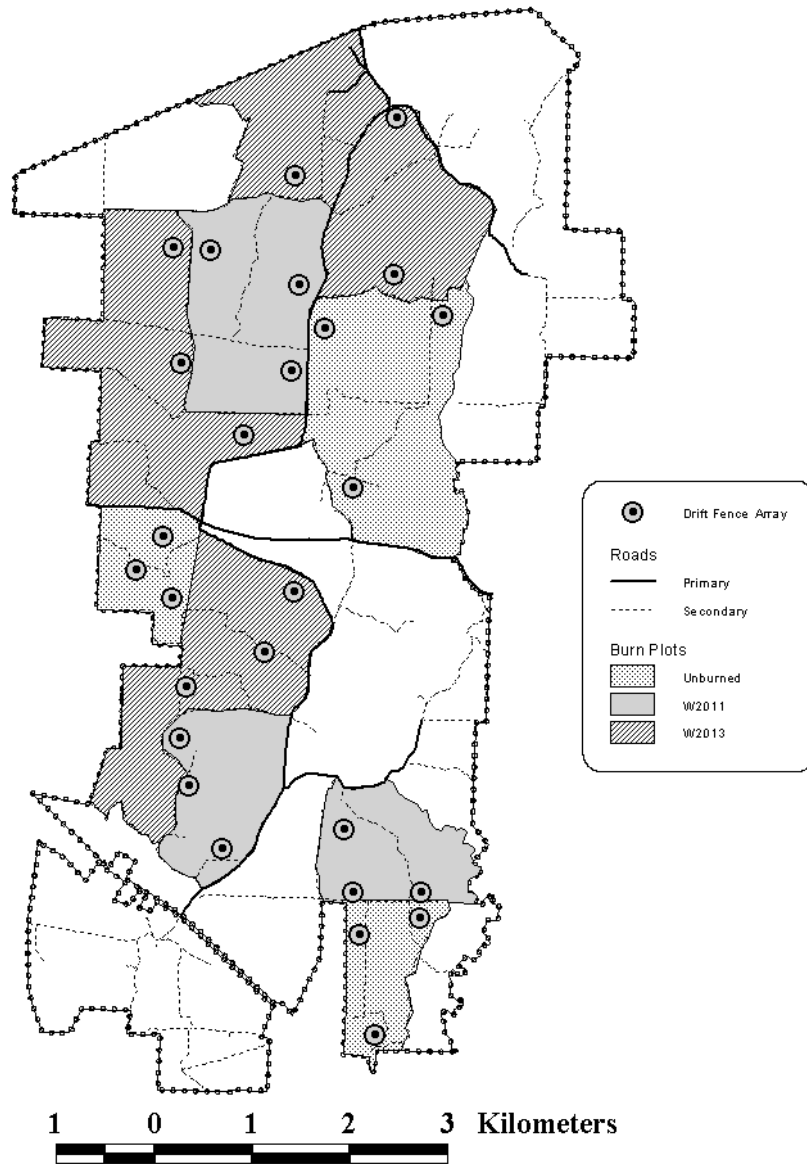 Drift Fence Array
Roads
Primary
Secondary
Burn Plots
Unburned
W2011
W2013
1 0 1 2 3 Kilometers